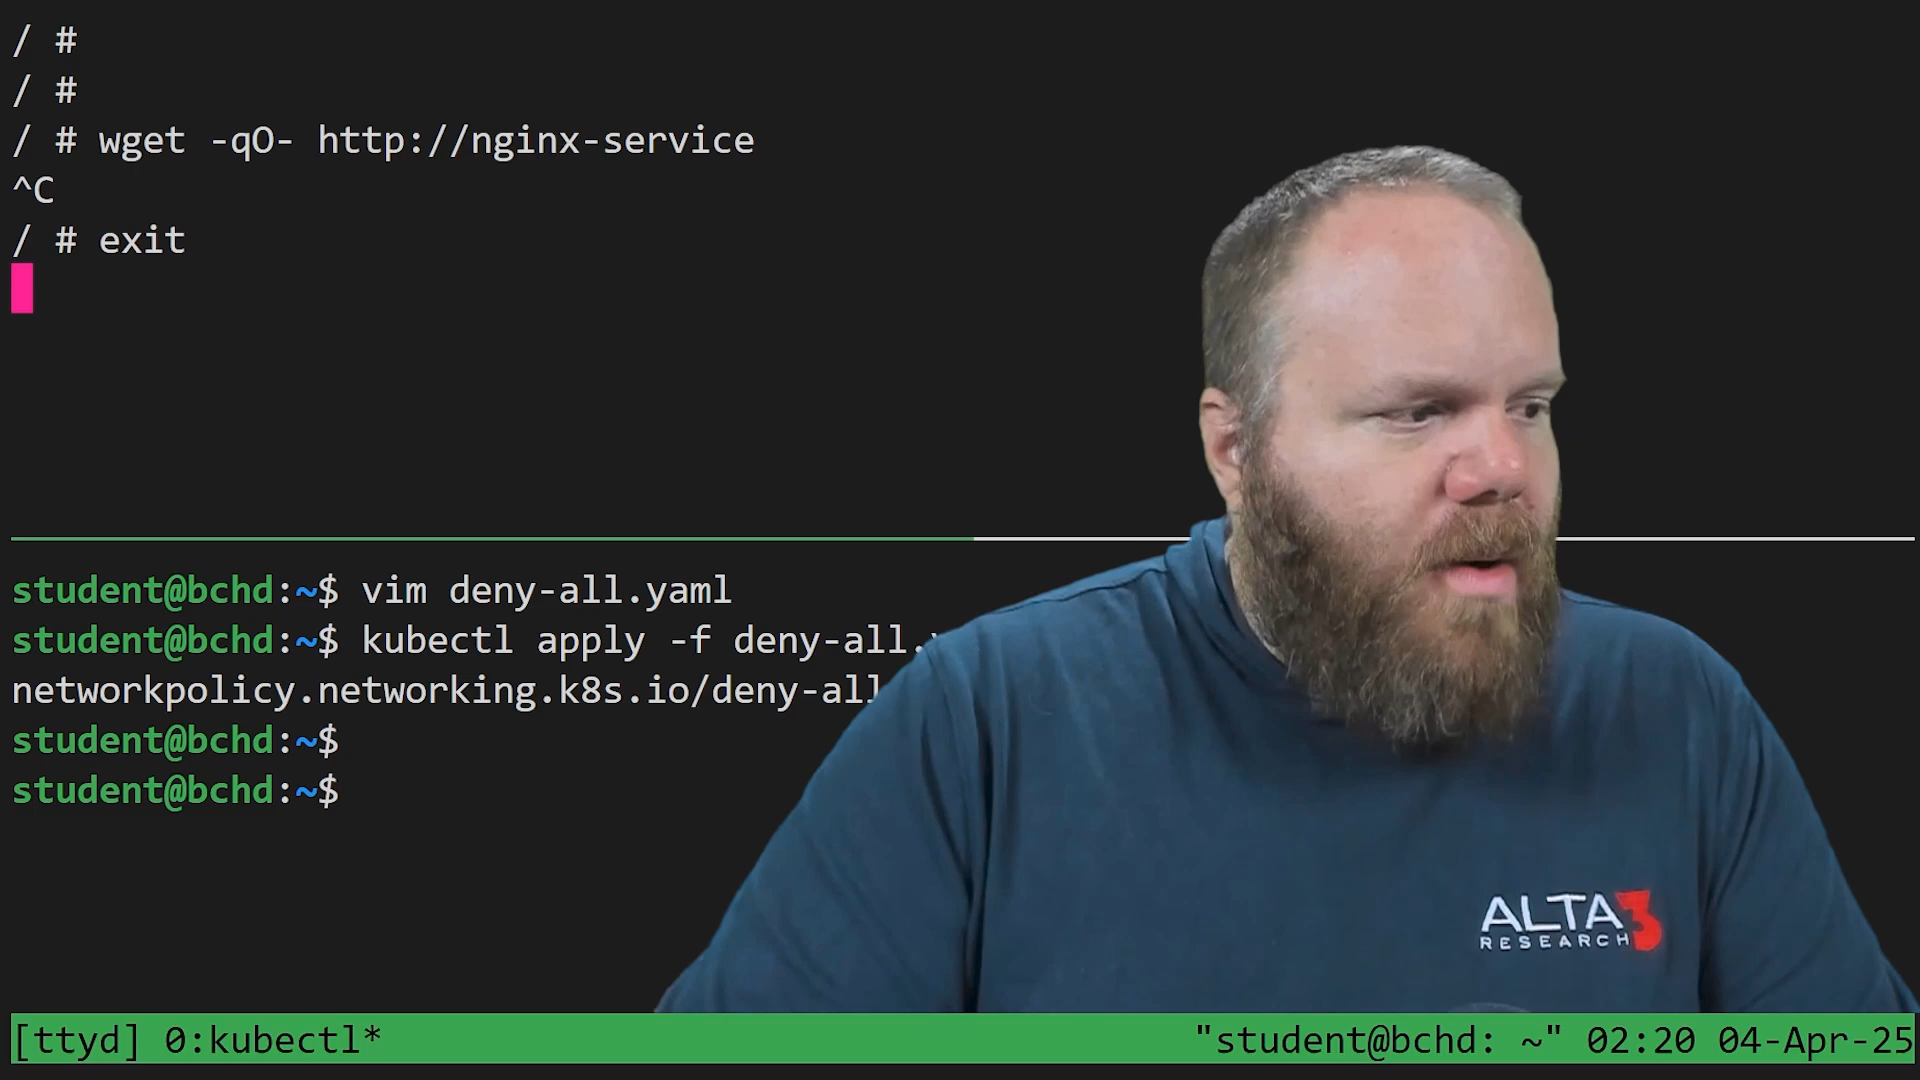 / #
/ #
/ # wget -qO- http://nginx-service
^C
/ # exit
student@bchd:~$ vim deny-all.yaml
student@bchd:~$ kubectl apply -f deny-all.
networkpolicy.networking.k8s.io/deny-all
student@bchd:~$
student@bchd:~$
ALTA3
RESEARCH
[ttyd] 0:kubectl* "student@bchd: ~" 02:20 04-Apr-25